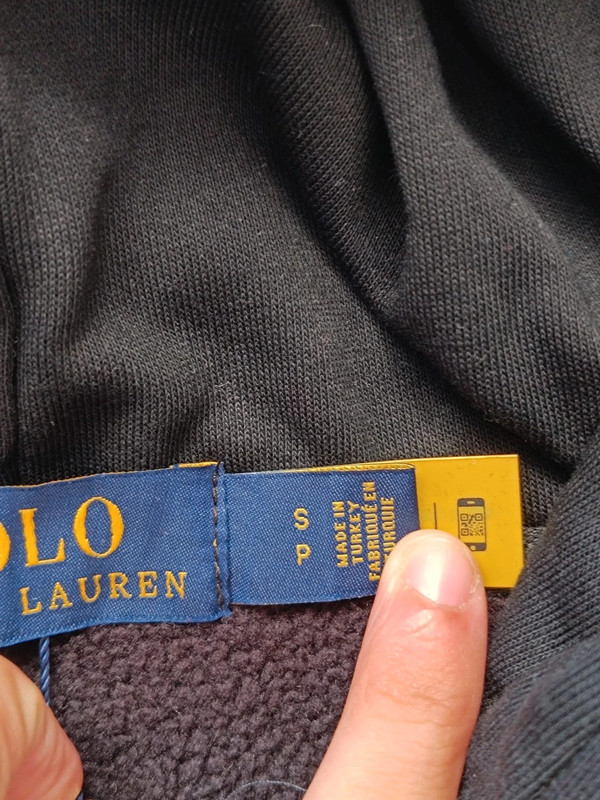 OLO
LAUREN
S
P
MADE IN
TURKEY
FABRIQUÉ EN
TURQUIE